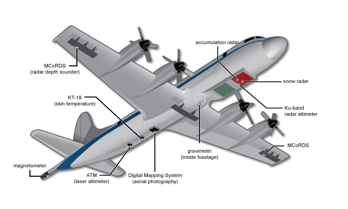 accumulation radar
MCoRDS
(radar depth sounder)
snow radar
KT-19
(skin temperature)
Ku-band
radar altimeter
MCoRDS
gravimeter
(inside fuselage)
magnetometer
ATM
(laser altimeter)
Digital Mapping System
(aerial photography)